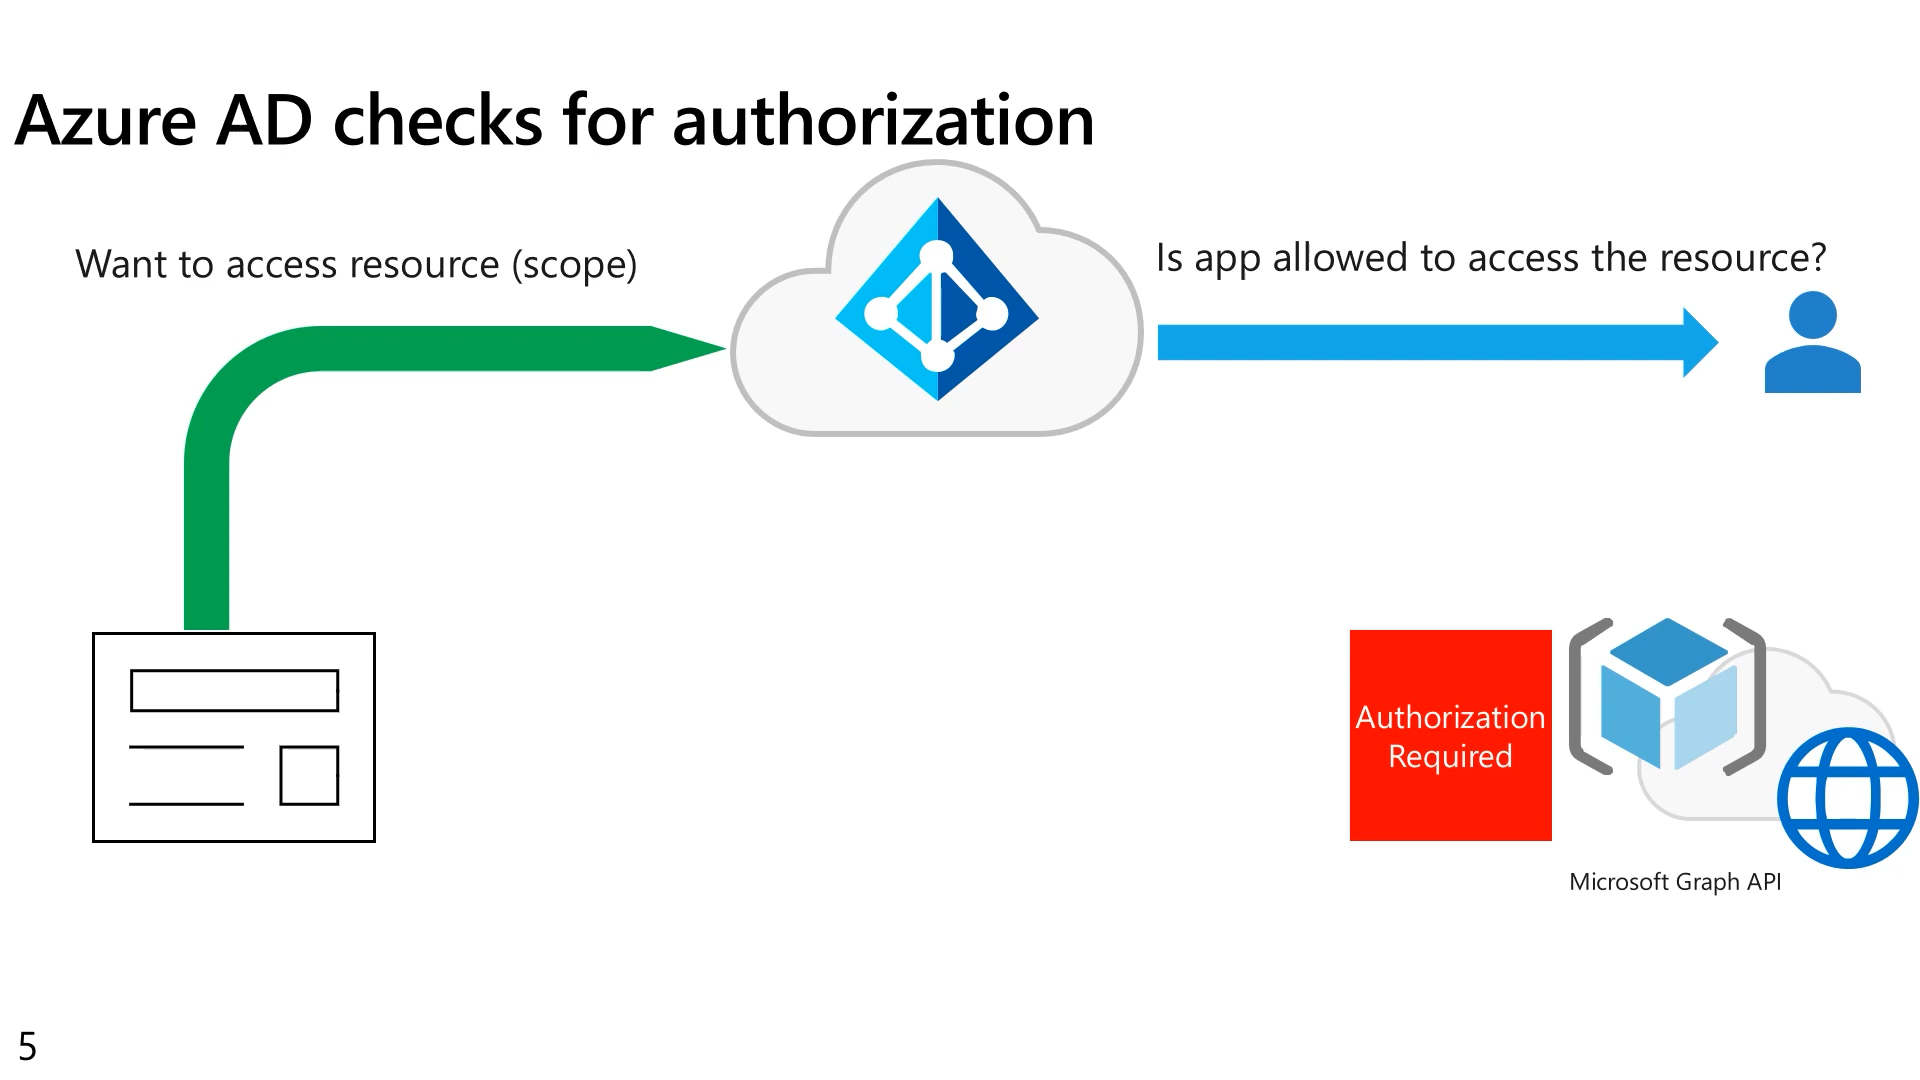 Azure AD checks for authorization
Want to access resource (scope)
Is app allowed to access the resource?
Authorization
Required
Microsoft Graph API
5